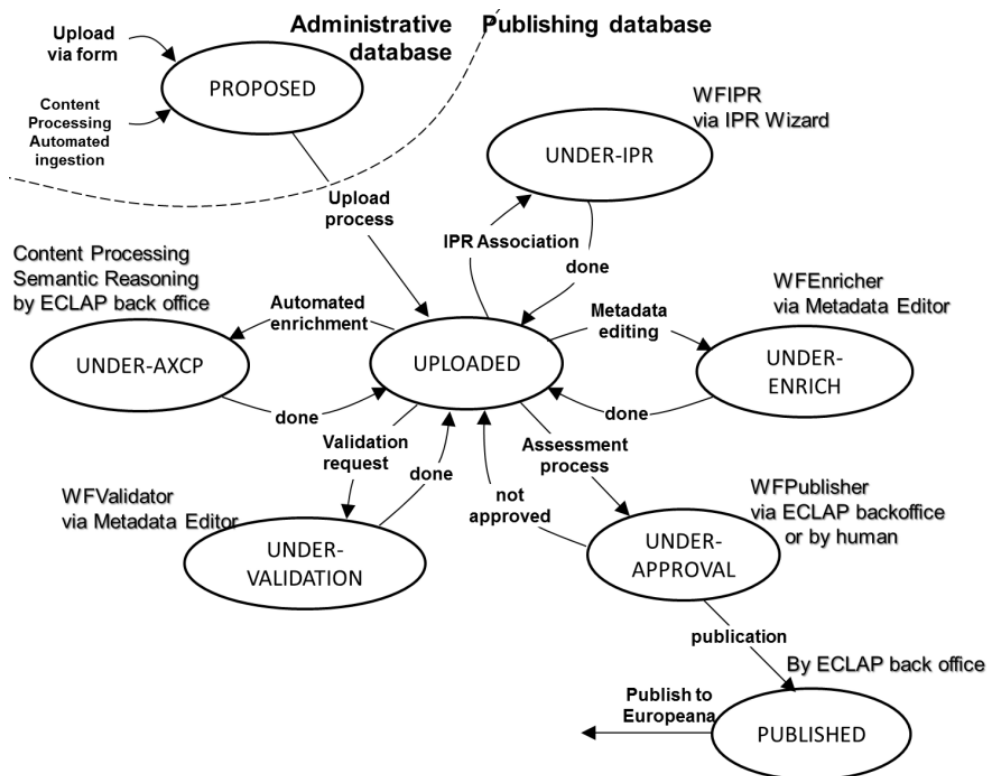 Administrative
database
Publishing database
Upload
via form
PROPOSED
Content
Processing
Automated
ingestion
WFIPR
via IPR Wizard
UNDER-IPR
Upload
process
IPR Association
done
Content Processing
Semantic Reasoning
by ECLAP back office
Automated
enrichment
Metadata
editing
WFEnricher
via Metadata Editor
UNDER-AXCP
UPLOADED
UNDER-
ENRICH
done
done
Validation
request
done
Assessment
process
not
approved
WFValidator
via Metadata Editor
UNDER-
VALIDATION
WFPublisher
via ECLAP backoffice
or by human
UNDER-
APPROVAL
publication
By ECLAP back office
Publish to
Europeana
PUBLISHED